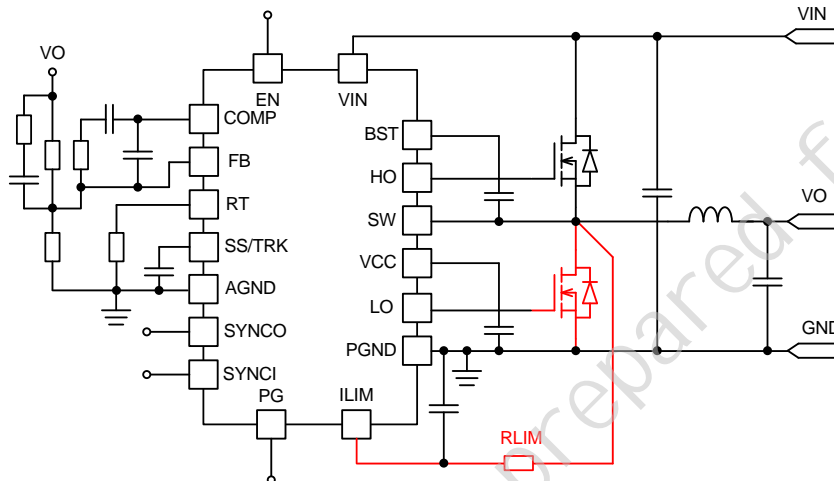 VIN
VO
EN
VIN
COMP
BST
FB
HO
RT
SW
VO
SS/TRK
VCC
AGND
LO
SYNCO
PGND
GND
SYNCI
PG
ILIM
RLIM
prepared f